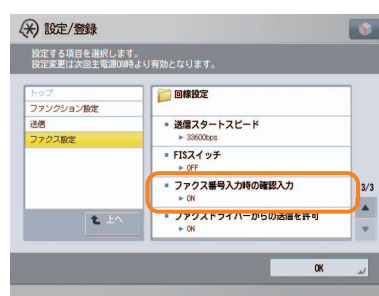 設定/登録
設定する項目を選択します。
設定変更は次回主電源ON時より有効となります。
トップ
ファンクション設定
送信
ファクス設定
上へ
回線設定
送信スタートスピード
33600bps
FISスイッチ
OFF
ファクス番号入力時の確認入力
ON
ファクスドライバーからの送信を許可
ON
3/3
OK